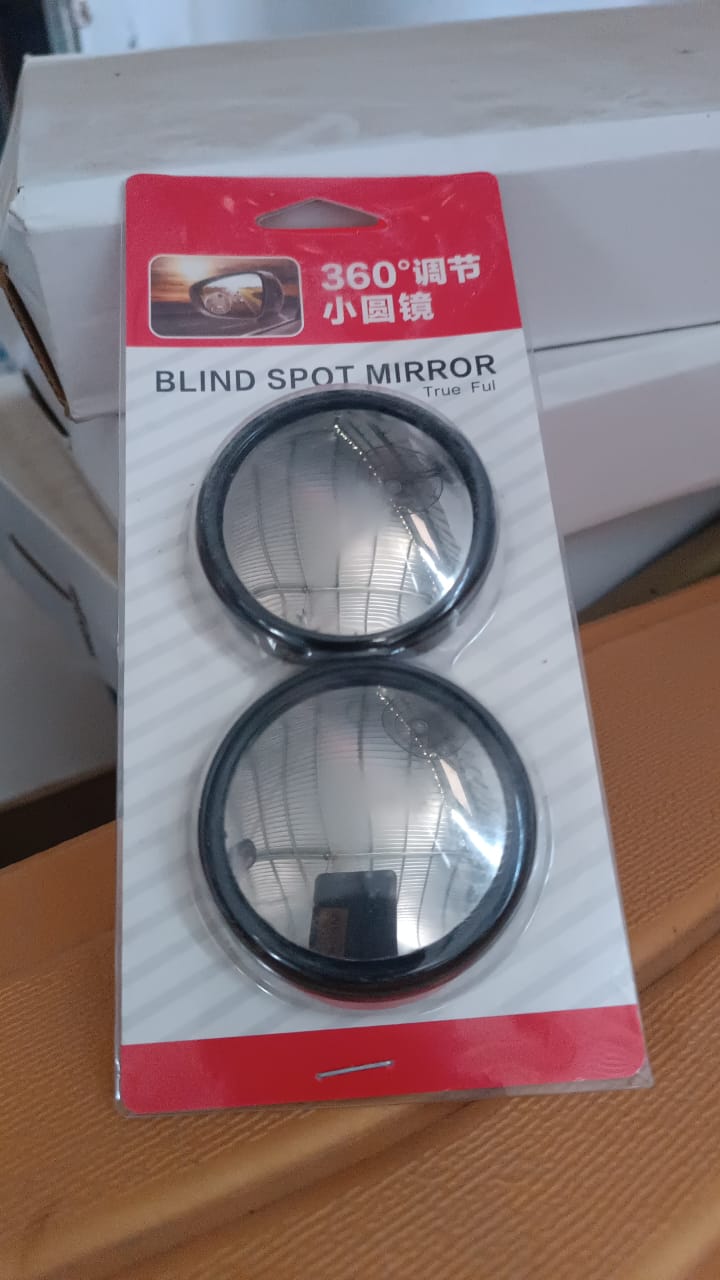 360°调节
小圆镜
BLIND SPOT MIRROR
True Ful